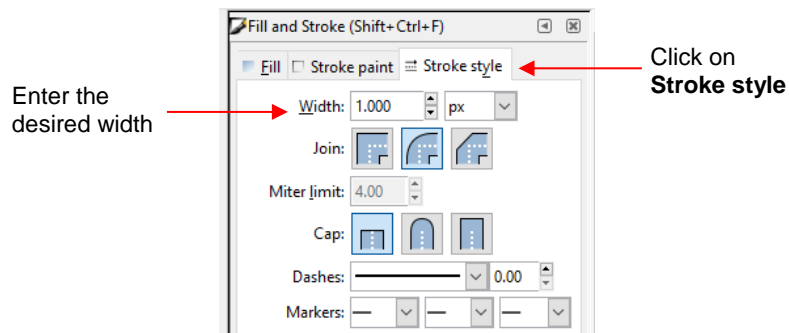 Fill and Stroke (Shift+Ctrl+F)
Fill Stroke paint Stroke style
Click on
Stroke style
Enter the
desired width
Width: 1.000 px
Join:
Miter limit: 4.00
Cap:
Dashes: 0.00
Markers: